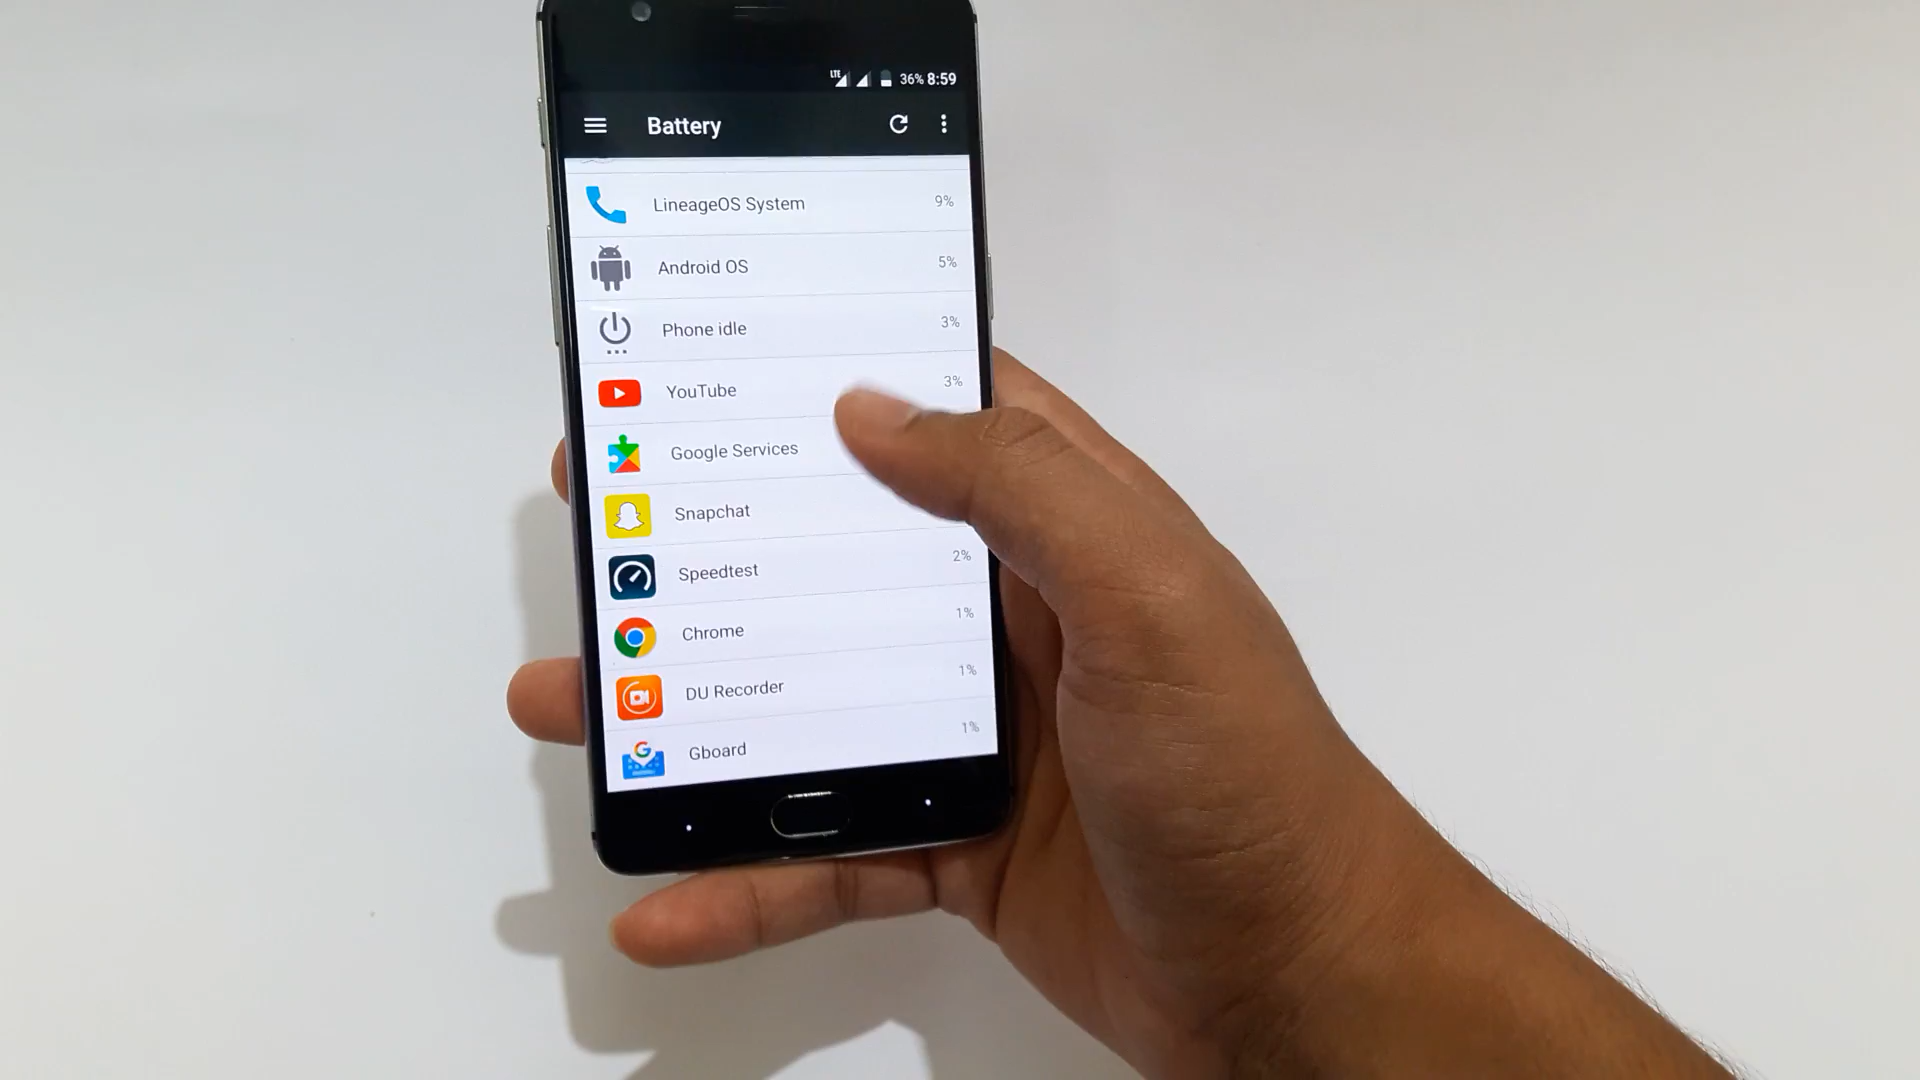 LTE 36% 8:59
Battery
LineageOS System 9%
Android OS 5%
Phone idle 3%
YouTube 3%
Google Services
Snapchat
Speedtest 2%
Chrome 1%
DU Recorder 1%
Gboard 1%